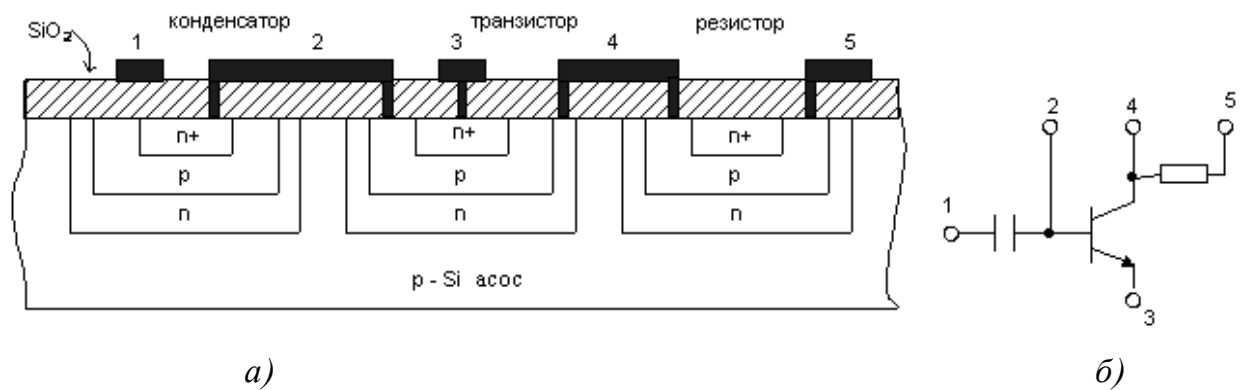 конденсатор транзистор резистор
SiO₂ 1 2 3 4 5
n+ n+ n+
p p p
n n n
p - Si асос
2 4 5
1
3
а) б)